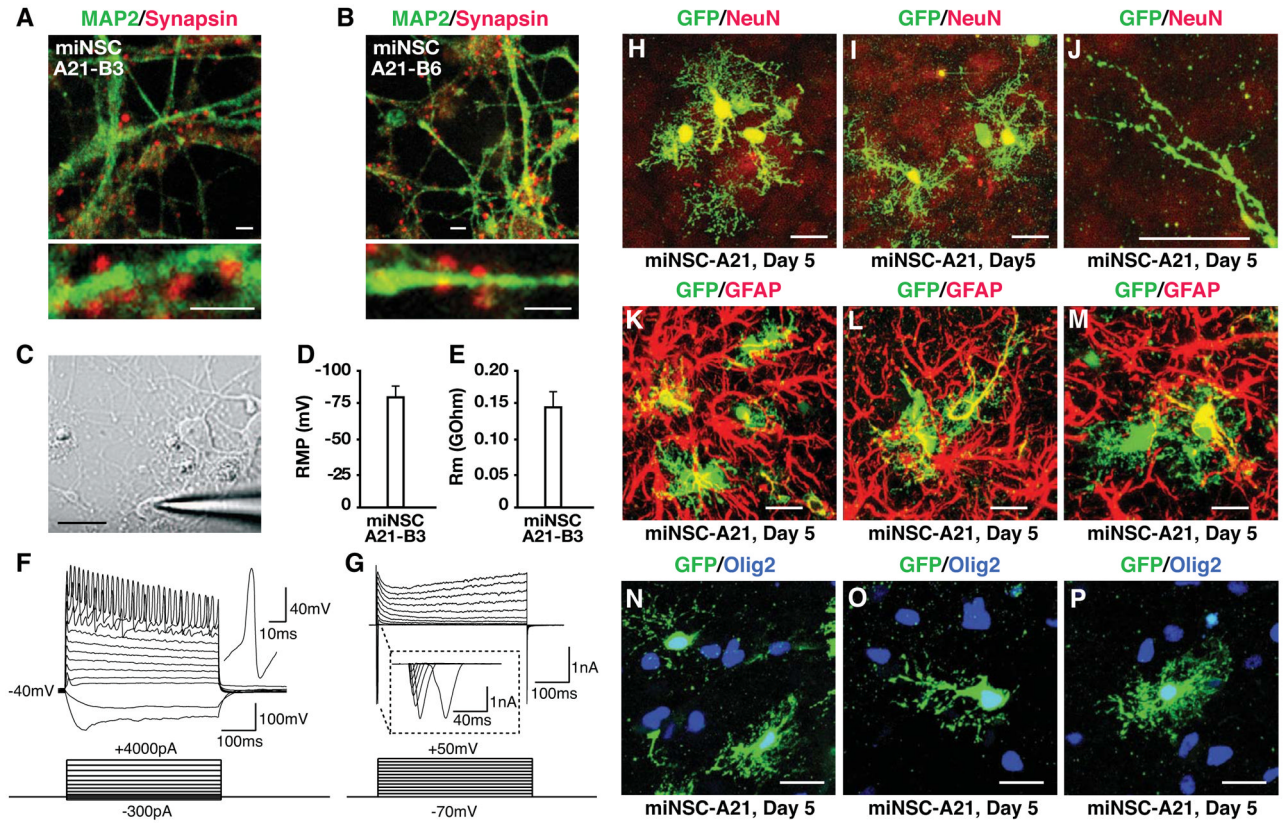 A
MAP2/Synapsin
miNSC
A21-B3
B
MAP2/Synapsin
miNSC
A21-B6
C
D
-100
-75
-50
-25
0
RMP (mV)
miNSC
A21-B3
E
0.20
0.15
0.10
0.05
0.00
Rm (GOhm)
miNSC
A21-B3
F
40mV
10ms
-40mV
100mV
100ms
+4000pA
-300pA
G
1nA
100ms
1nA
40ms
+50mV
-70mV
GFP/NeuN
H
miNSC-A21, Day 5
GFP/NeuN
I
miNSC-A21, Day5
GFP/NeuN
J
miNSC-A21, Day 5
GFP/GFAP
K
miNSC-A21, Day 5
GFP/GFAP
L
miNSC-A21, Day 5
GFP/GFAP
M
miNSC-A21, Day 5
GFP/Olig2
N
miNSC-A21, Day 5
GFP/Olig2
O
miNSC-A21, Day 5
GFP/Olig2
P
miNSC-A21, Day 5